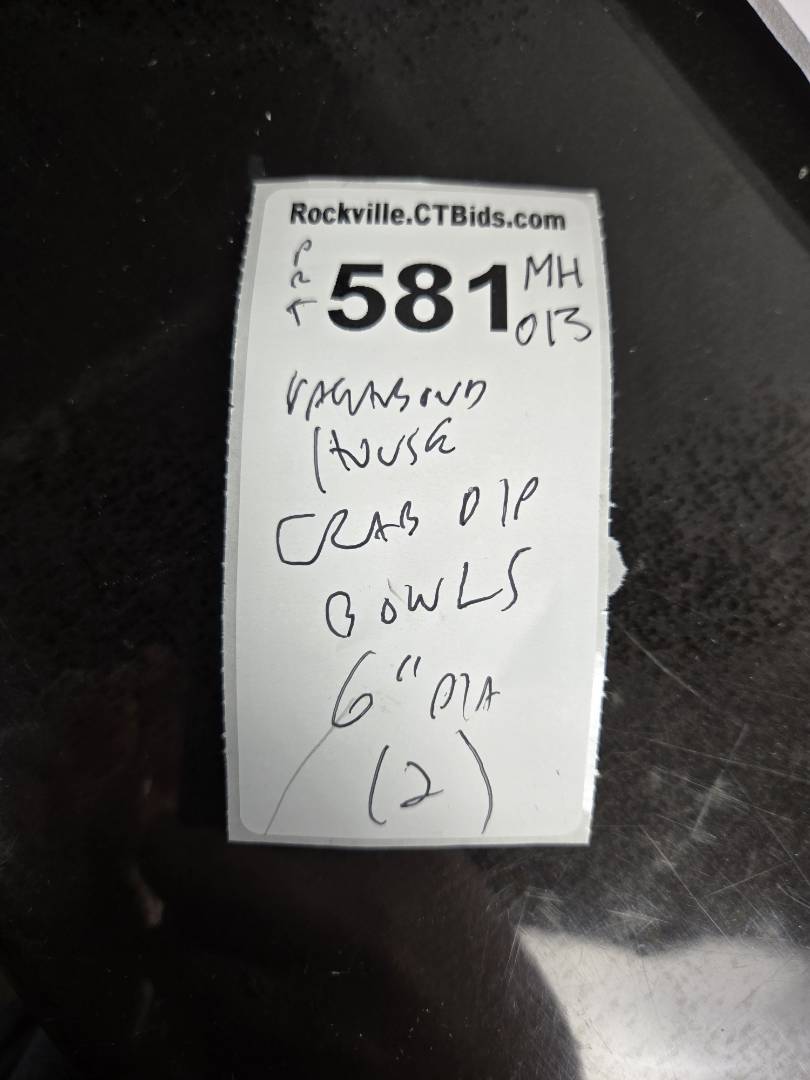 Rockville.CTBids.com
581
MH
013
VAGABOND
HOUSE
CRAB DIP
BOWLS
6" DIA
(2)